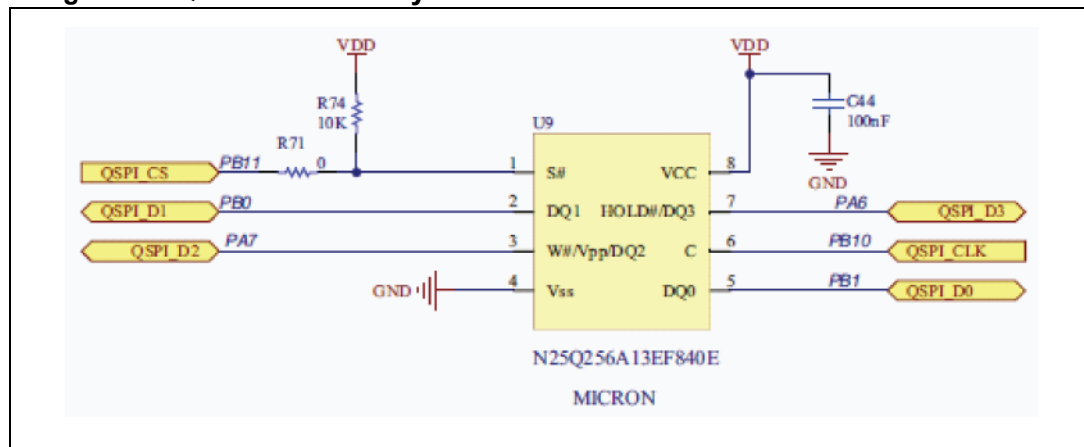 VDD
VDD
R74
10K
C44
100nF
U9
R71
GND
QSPI_CS
PB11
0
1
S#
VCC
8
QSPI_D1
PB0
2
DQ1
HOLD#/DQ3
7
PA6
QSPI_D3
QSPI_D2
PA7
3
W#/Vpp/DQ2
C
6
PB10
QSPI_CLK
GND
4
Vss
DQ0
5
PB1
QSPI_D0
N25Q256A13EF840E
MICRON